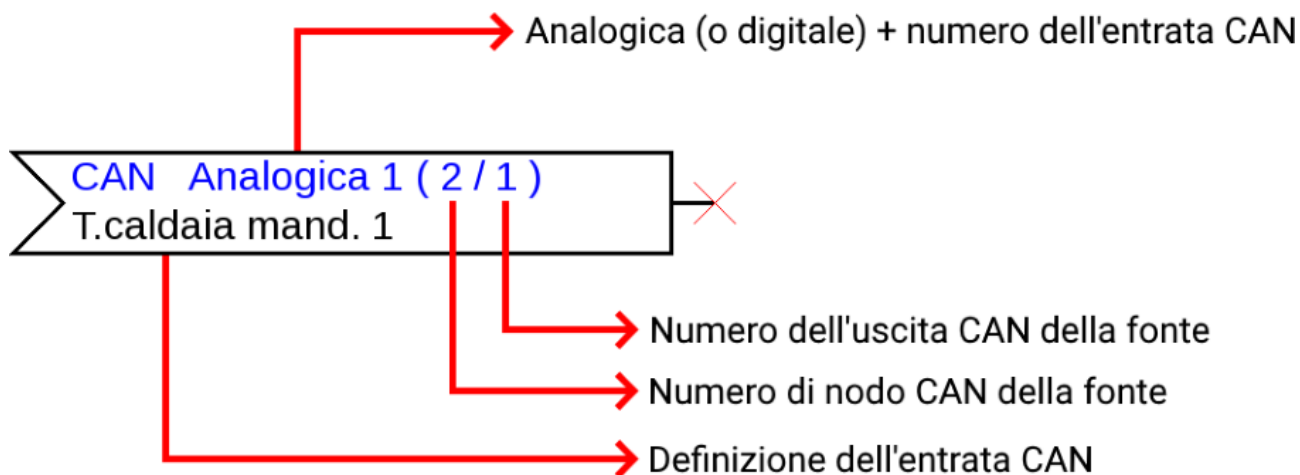 Analogica (o digitale) + numero dell'entrata CAN
CAN Analogica 1 ( 2 / 1 )
T.caldaia mand. 1
Numero dell'uscita CAN della fonte
Numero di nodo CAN della fonte
Definizione dell'entrata CAN